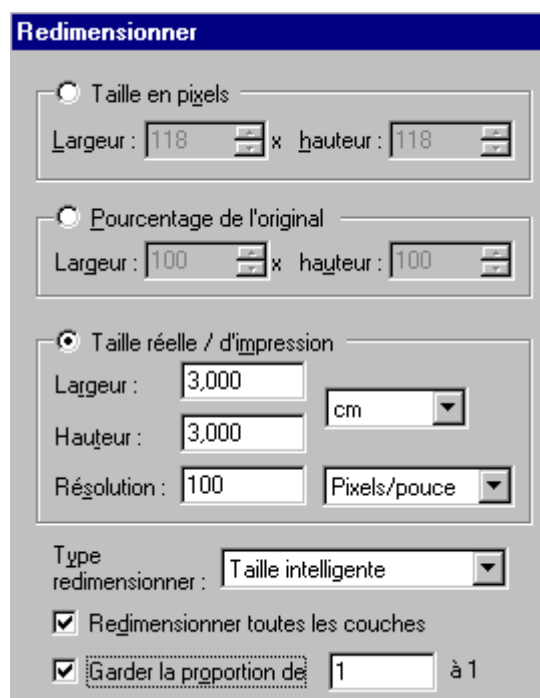 Redimensionner
Taille en pixels
Largeur : 118 x hauteur : 118
Pourcentage de l'original
Largeur : 100 x hauteur : 100
Taille réelle / d'impression
Largeur : 3,000
cm
Hauteur : 3,000
Résolution : 100 Pixels/pouce
Type
redimensionner : Taille intelligente
Redimensionner toutes les couches
Garder la proportion de 1 à 1